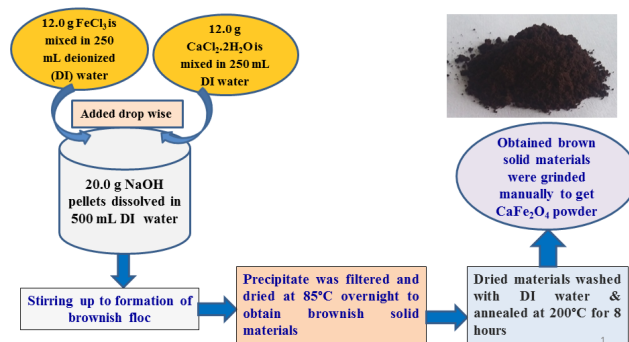 12.0 g FeCl₃ is
mixed in 250
mL deionized
(DI) water
12.0 g
CaCl₂.2H₂O is
mixed in 250 mL
DI water
Added drop wise
20.0 g NaOH
pellets dissolved in
500 mL DI water
Stirring up to formation of
brownish floc
Precipitate was filtered and
dried at 85°C overnight to
obtain brownish solid
materials
Dried materials washed
with DI water &
annealed at 200°C for 8
hours
Obtained brown
solid materials
were grinded
manually to get
CaFe₂O₄ powder
1